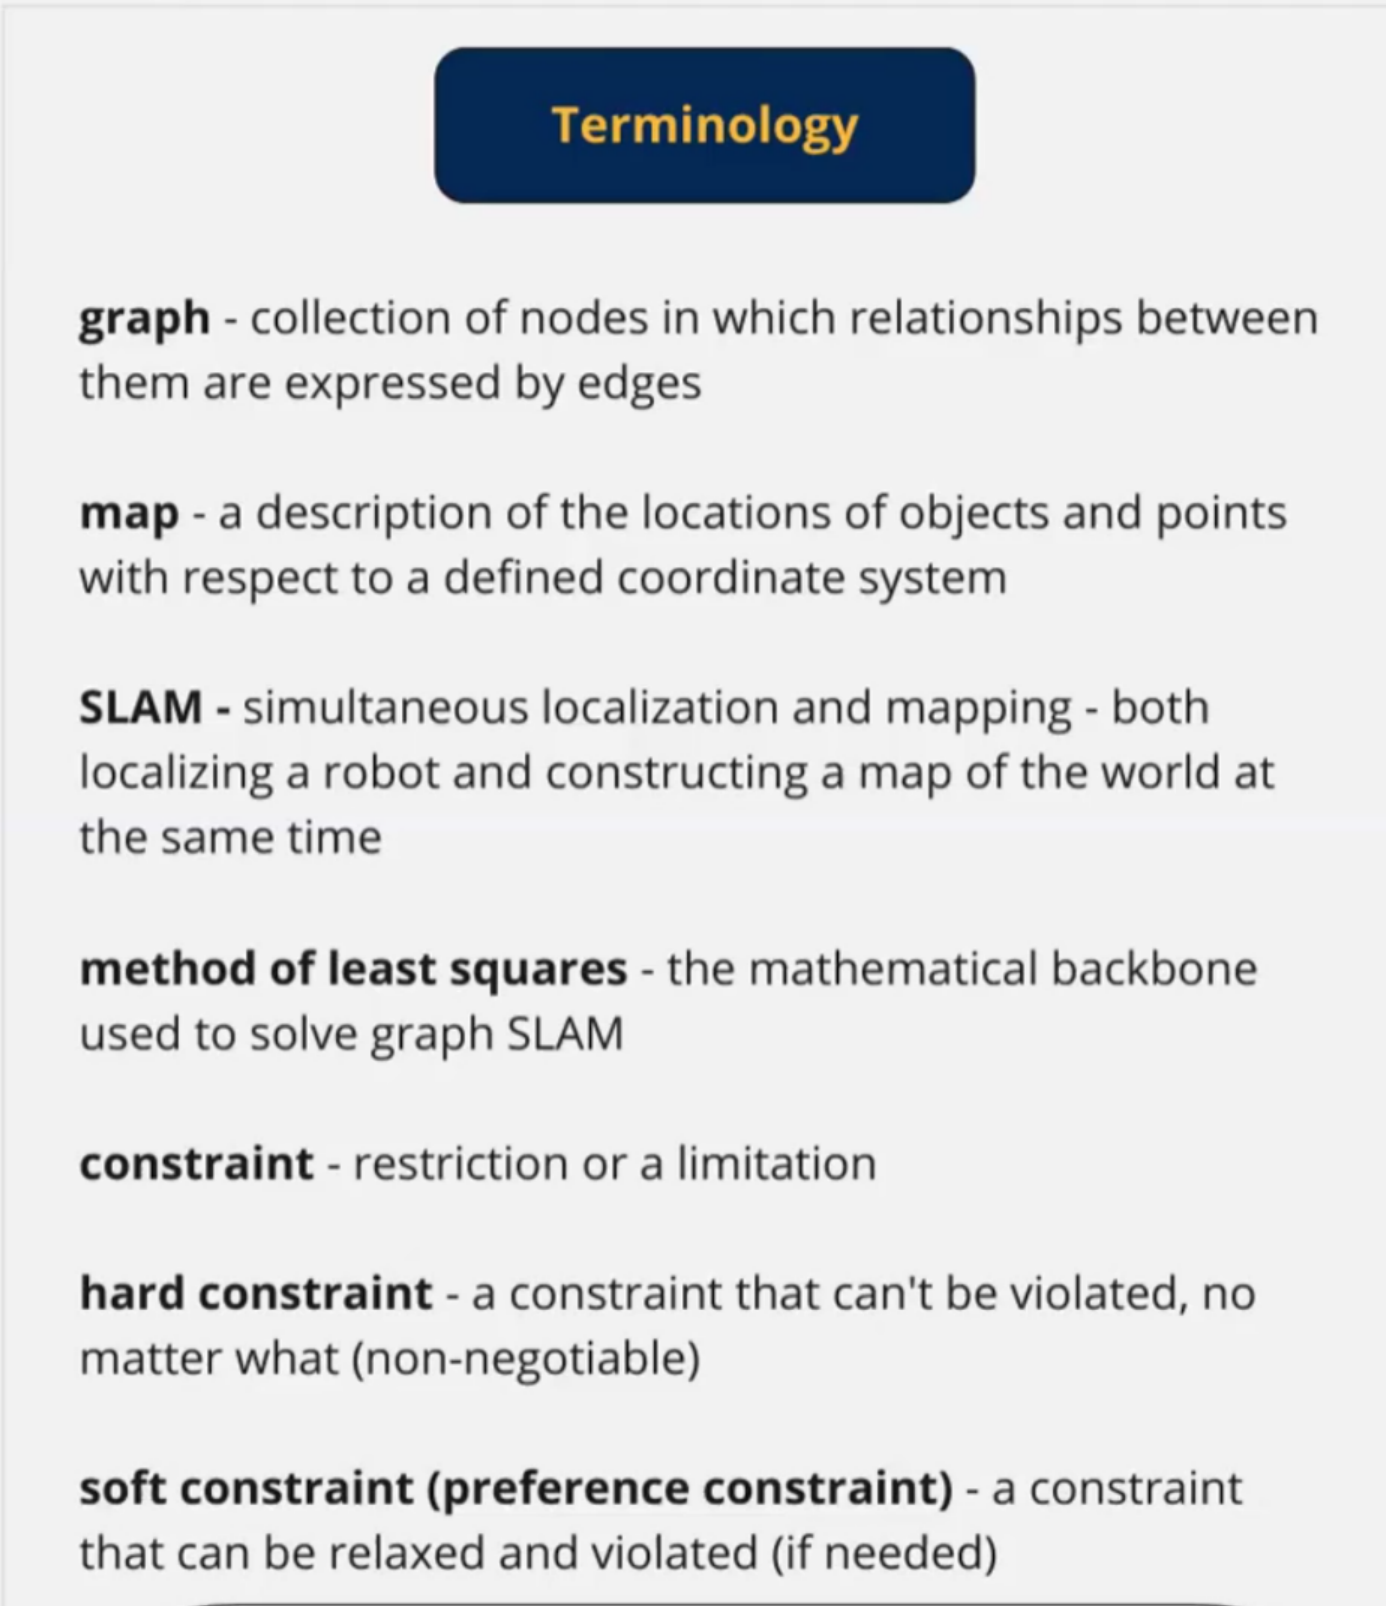 Terminology
graph - collection of nodes in which relationships between
them are expressed by edges
map - a description of the locations of objects and points
with respect to a defined coordinate system
SLAM - simultaneous localization and mapping - both
localizing a robot and constructing a map of the world at
the same time
method of least squares - the mathematical backbone
used to solve graph SLAM
constraint - restriction or a limitation
hard constraint - a constraint that can't be violated, no
matter what (non-negotiable)
soft constraint (preference constraint) - a constraint
that can be relaxed and violated (if needed)